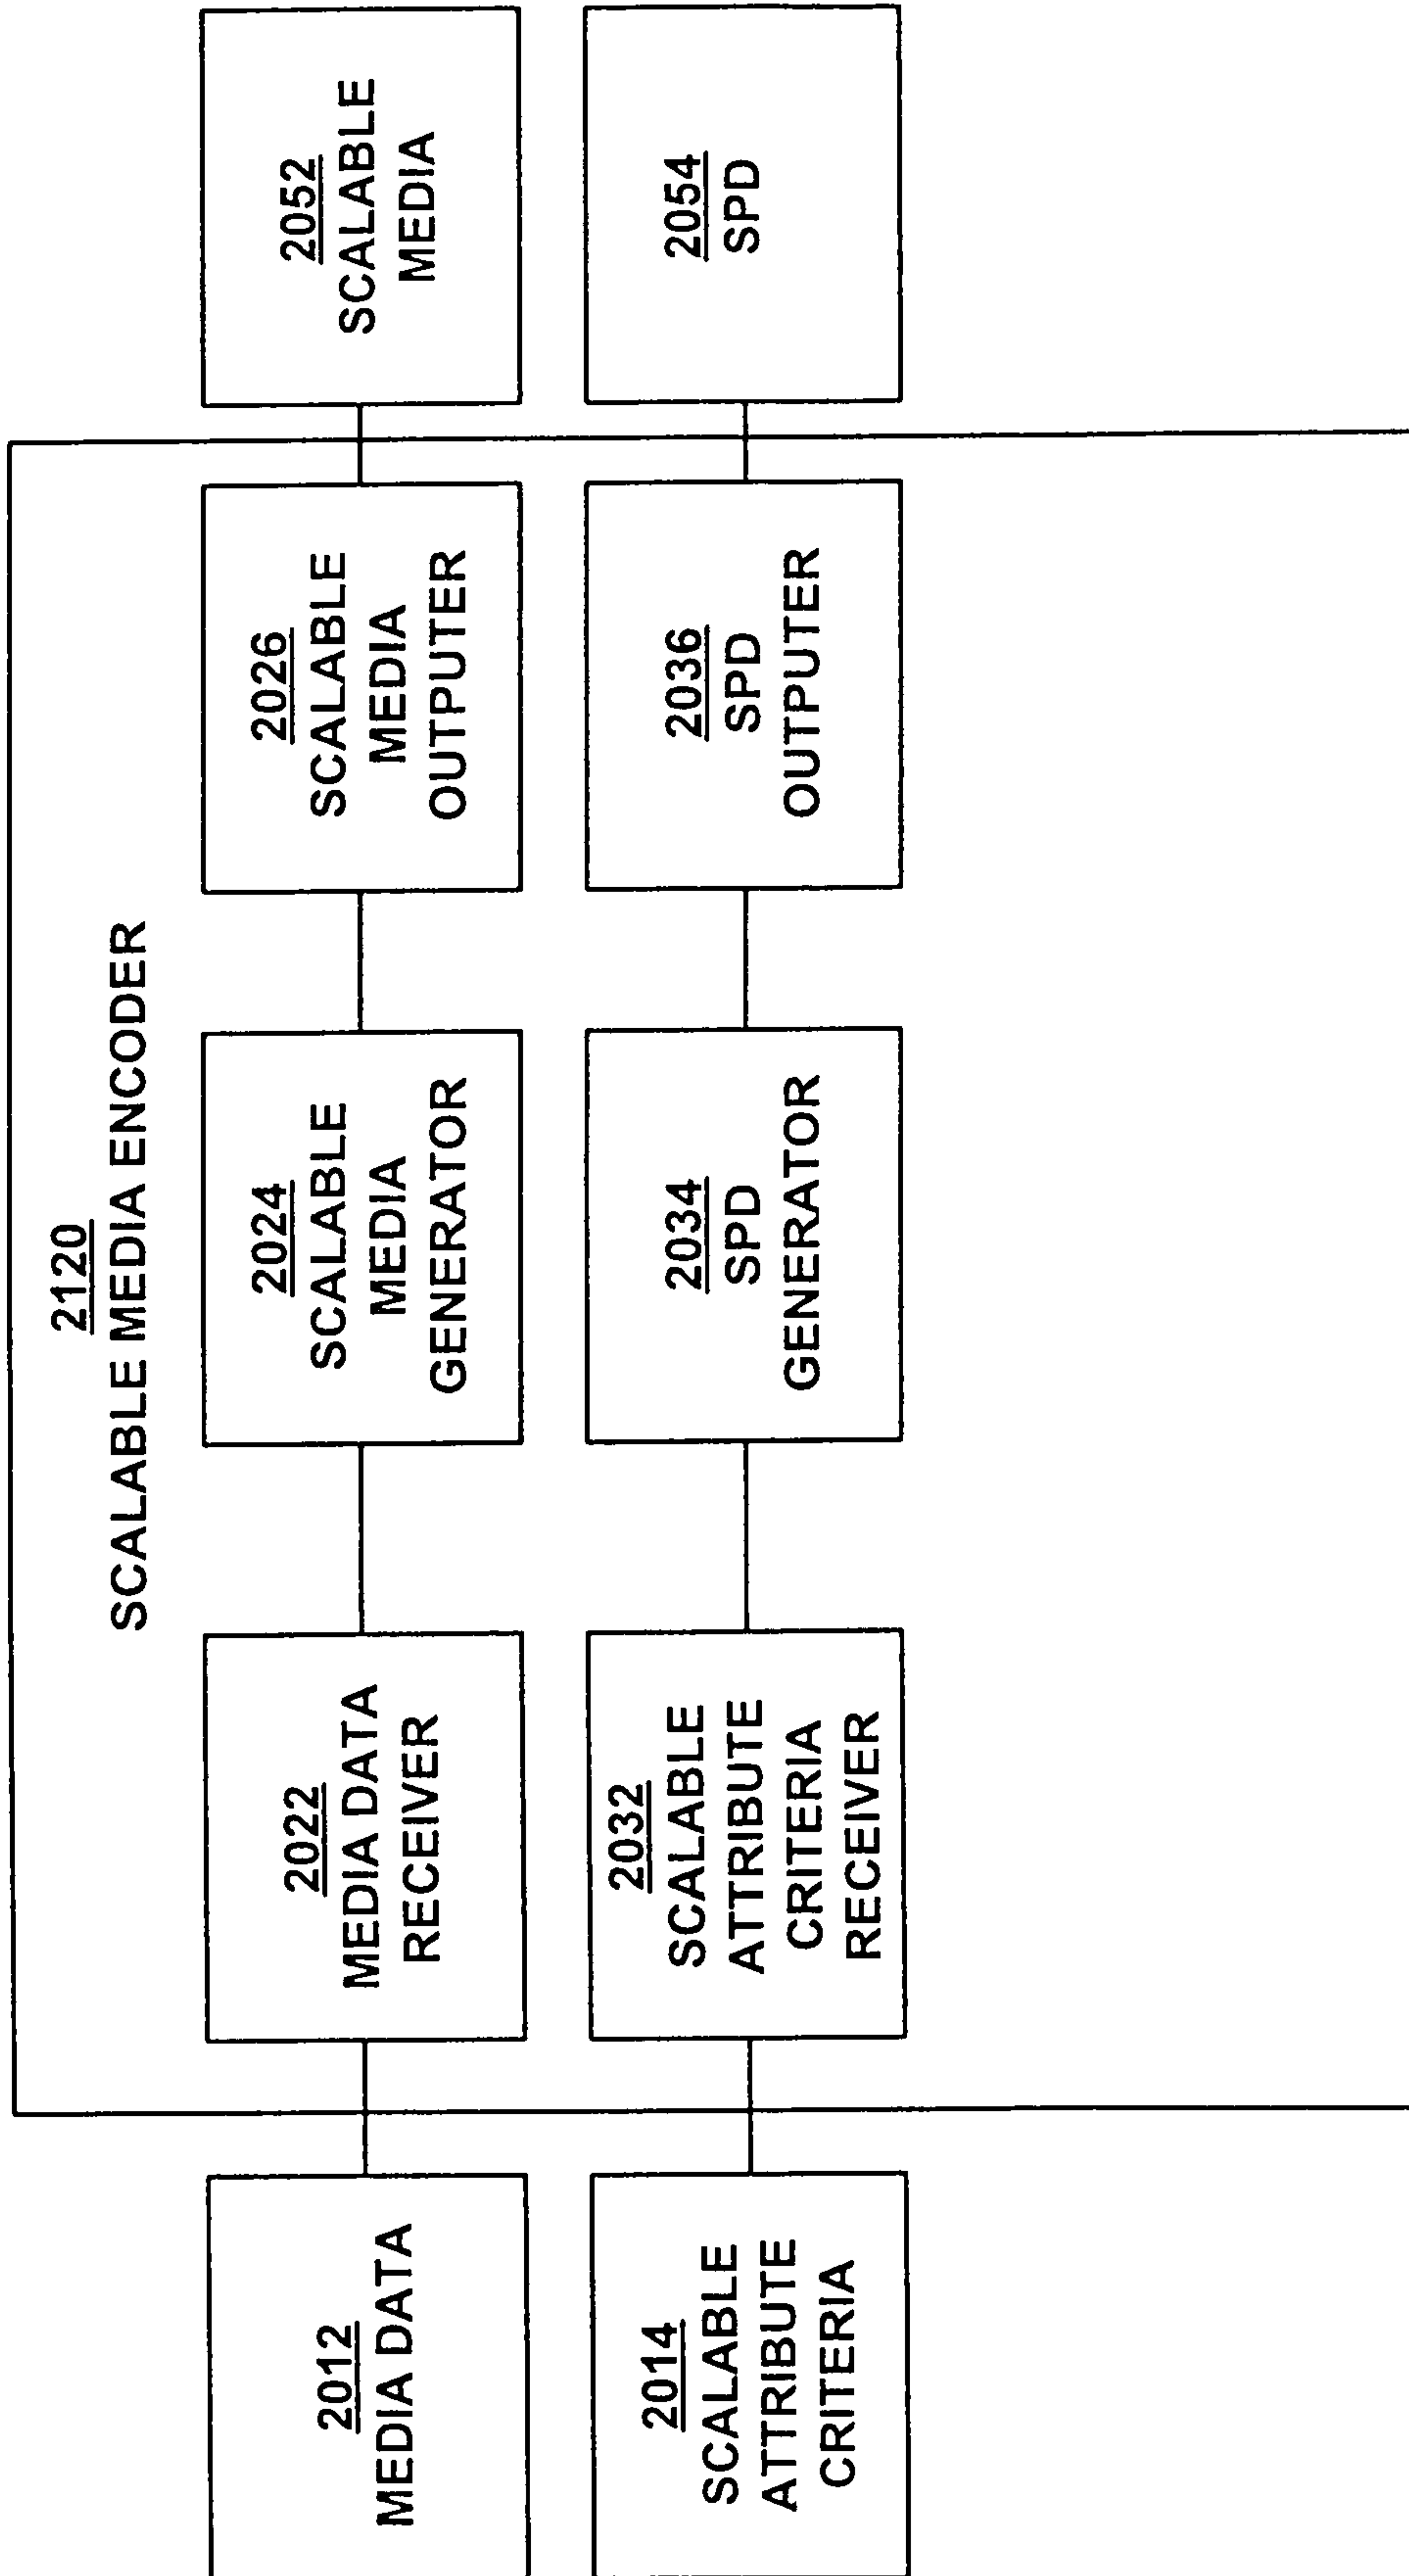 2120
SCALABLE MEDIA ENCODER
2012
MEDIA DATA
2022
MEDIA DATA
RECEIVER
2024
SCALABLE
MEDIA
GENERATOR
2026
SCALABLE
MEDIA
OUTPUTER
2052
SCALABLE
MEDIA
2014
SCALABLE
ATTRIBUTE
CRITERIA
2032
SCALABLE
ATTRIBUTE
CRITERIA
RECEIVER
2034
SPD
GENERATOR
2036
SPD
OUTPUTER
2054
SPD